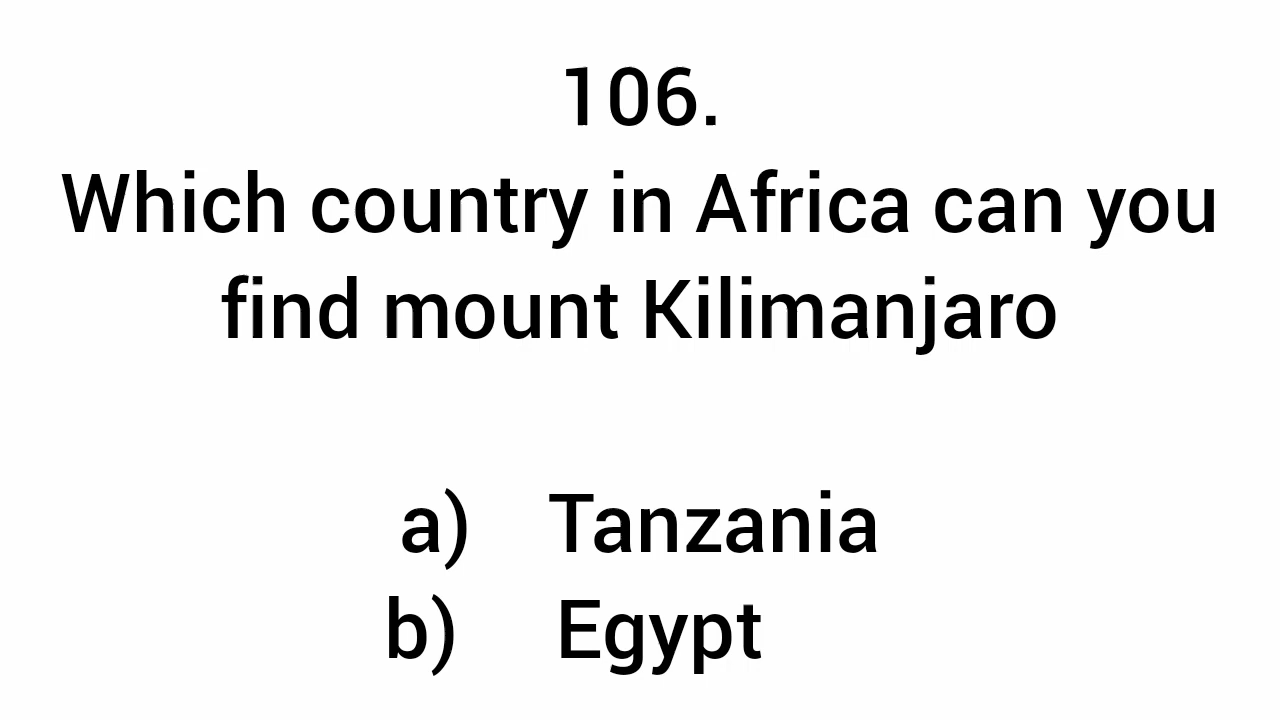 106.
Which country in Africa can you
find mount Kilimanjaro
a) Tanzania
b) Egypt